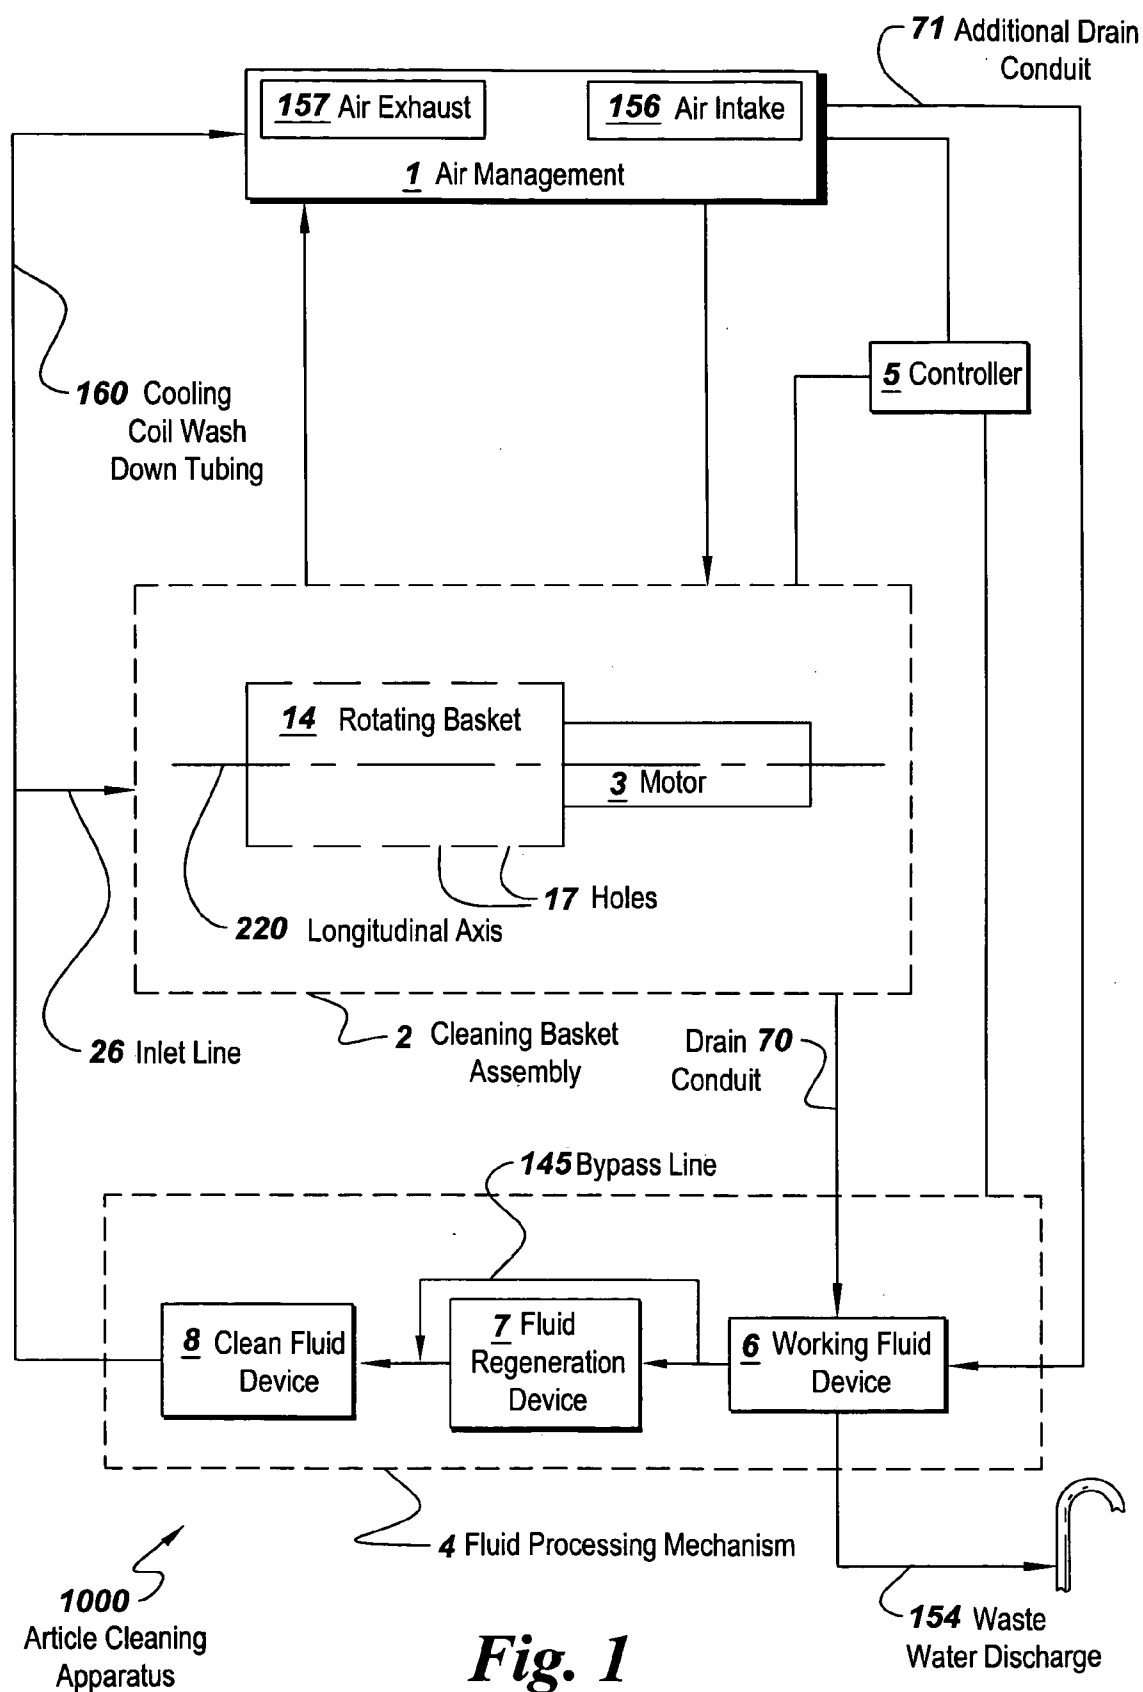 71 Additional Drain
Conduit
157 Air Exhaust
156 Air Intake
1 Air Management
5 Controller
160 Cooling
Coil Wash
Down Tubing
14 Rotating Basket
3 Motor
17 Holes
220 Longitudinal Axis
26 Inlet Line
2 Cleaning Basket
Assembly
Drain 70
Conduit
145 Bypass Line
8 Clean Fluid
Device
7 Fluid
Regeneration
Device
6 Working Fluid
Device
4 Fluid Processing Mechanism
1000
Article Cleaning
Apparatus
154 Waste
Water Discharge
Fig. 1